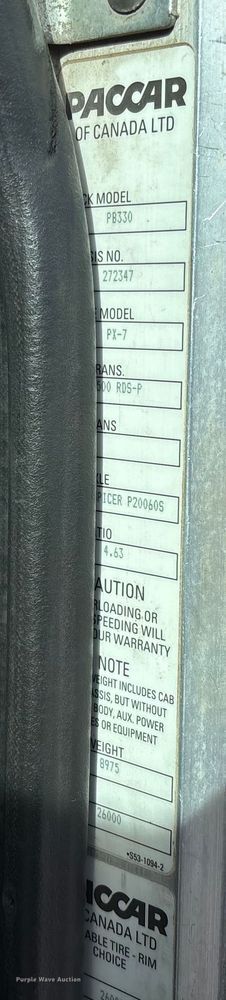 PACCAR
OF CANADA LTD
CK MODEL
PB330
SIS NO.
272347
E MODEL
PX-7
RANS.
500 RDS-P
ANS
KLE
PICER P20060S
TIO
4.63
AUTION
RLOADING OR
SPEEDING WILL
OUR WARRANTY
NOTE
WEIGHT INCLUDES CAB
ASSIS, BUT WITHOUT
BODY, AUX. POWER
ES OR EQUIPMENT
WEIGHT
8975
26000
*S53-1094-2
ACCAR
CANADA LTD
ABLE TIRE - RIM
CHOICE
2600
Purple Wave Auction